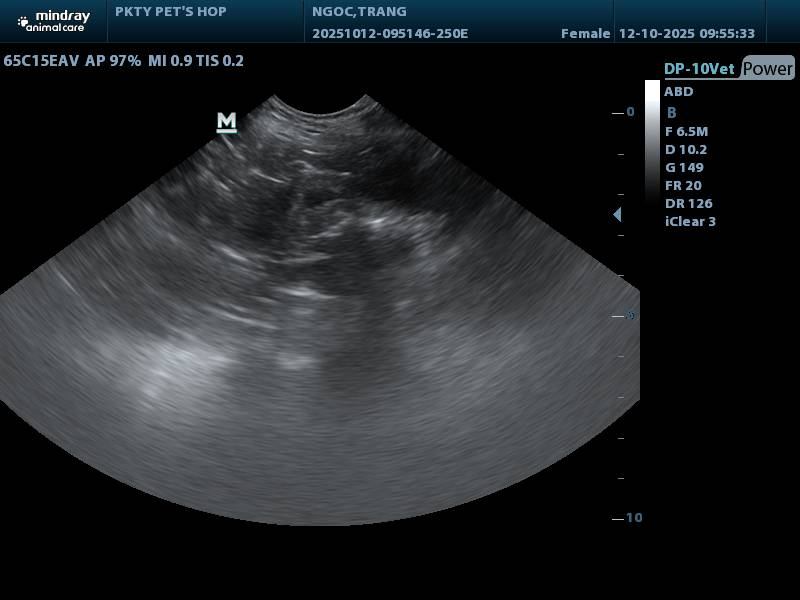 mindray
animal care
PKTY PET'S HOP
NGOC,TRANG
20251012-095146-250E
Female
12-10-2025 09:55:33
65C15EAV AP 97% MI 0.9 TIS 0.2
DP-10Vet
Power
M
ABD
B
F 6.5M
D 10.2
G 149
FR 20
DR 126
iClear 3
0
5
10